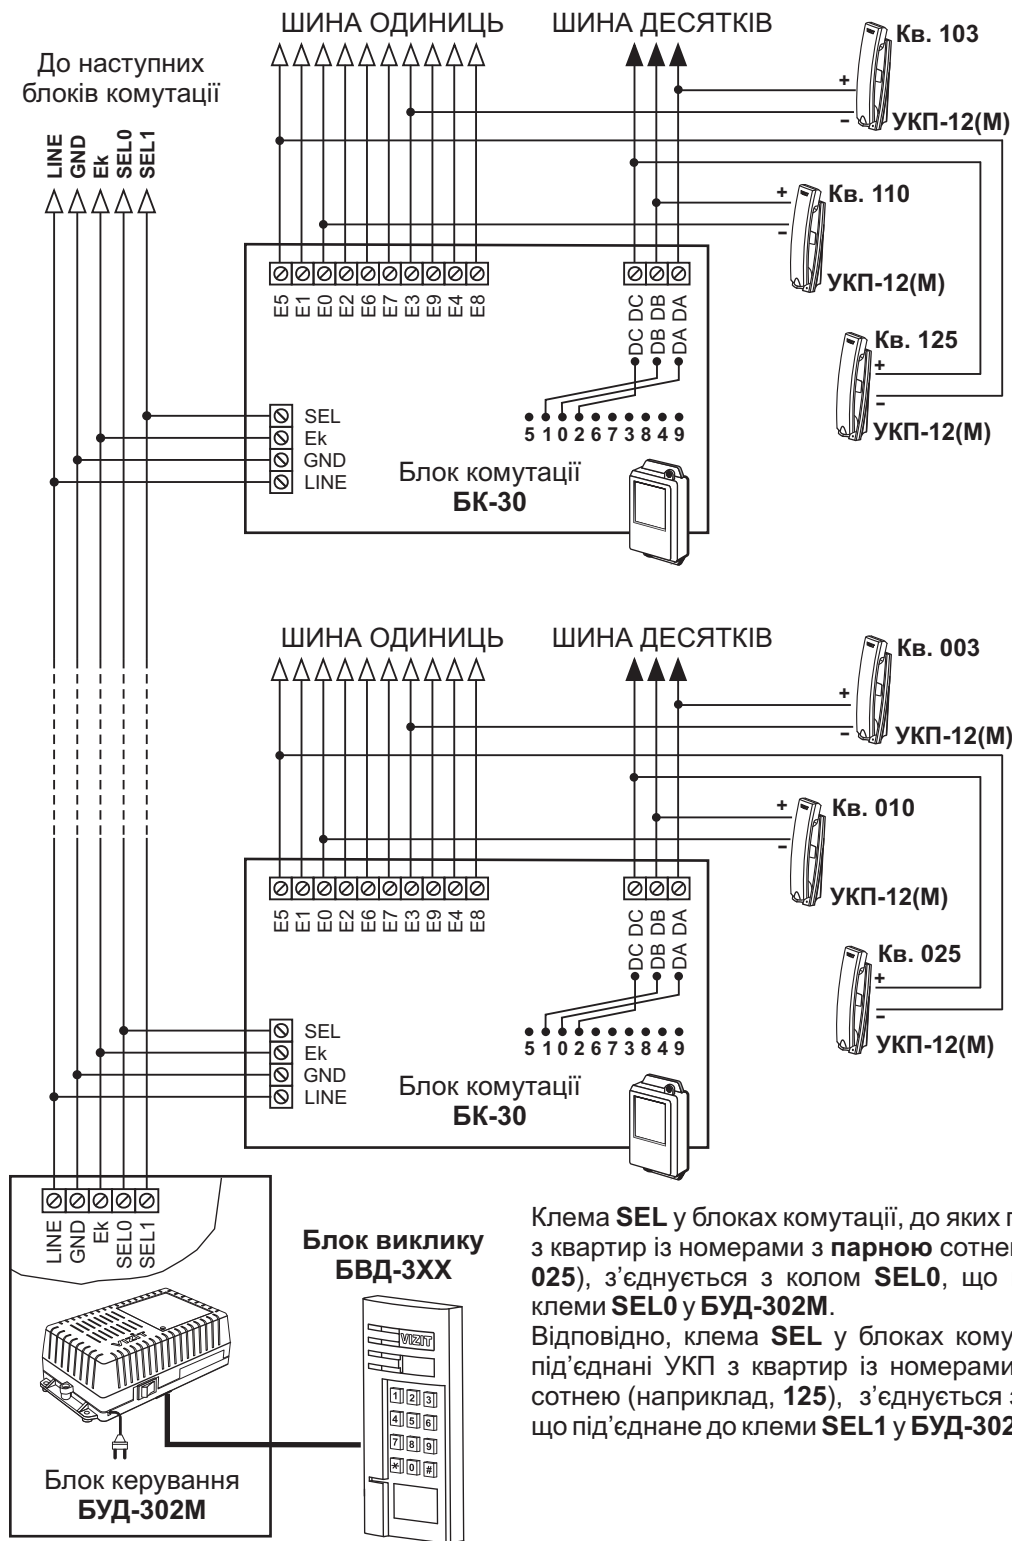 ШИНА ОДИНИЦЬ
ШИНА ДЕСЯТКІВ
До наступних
блоків комутації
LINE
GND
Ek
SEL0
SEL1
+
−
Кв. 103
УКП-12(М)
+
−
Кв. 110
УКП-12(М)
Кв. 125
+
−
УКП-12(М)
E5 E1 E0 E2 E6 E7 E3 E9 E4 E8
DC DB DA
DC DB DA
5 1 0 2 6 7 3 8 4 9
SEL
Ek
GND
LINE
Блок комутації
БК-30
ШИНА ОДИНИЦЬ
ШИНА ДЕСЯТКІВ
+
−
Кв. 003
УКП-12(М)
+
−
Кв. 010
УКП-12(М)
Кв. 025
+
−
УКП-12(М)
E5 E1 E0 E2 E6 E7 E3 E9 E4 E8
DC DB DA
DC DB DA
5 1 0 2 6 7 3 8 4 9
SEL
Ek
GND
LINE
Блок комутації
БК-30
LINE
GND
Ek
SEL0
SEL1
VIZIT
Блок керування
БУД-302М
Блок виклику
БВД-3ХХ
VIZIT
1 2 3
4 5 6
7 8 9
* 0 #
Клема SEL у блоках комутації, до яких п
з квартир із номерами з парною сотне
025), з’єднується з колом SEL0, що
клеми SEL0 у БУД-302М.
Відповідно, клема SEL у блоках кому
під’єднані УКП з квартир із номерами
сотнею (наприклад, 125), з’єднується з
що під’єднане до клеми SEL1 у БУД-302